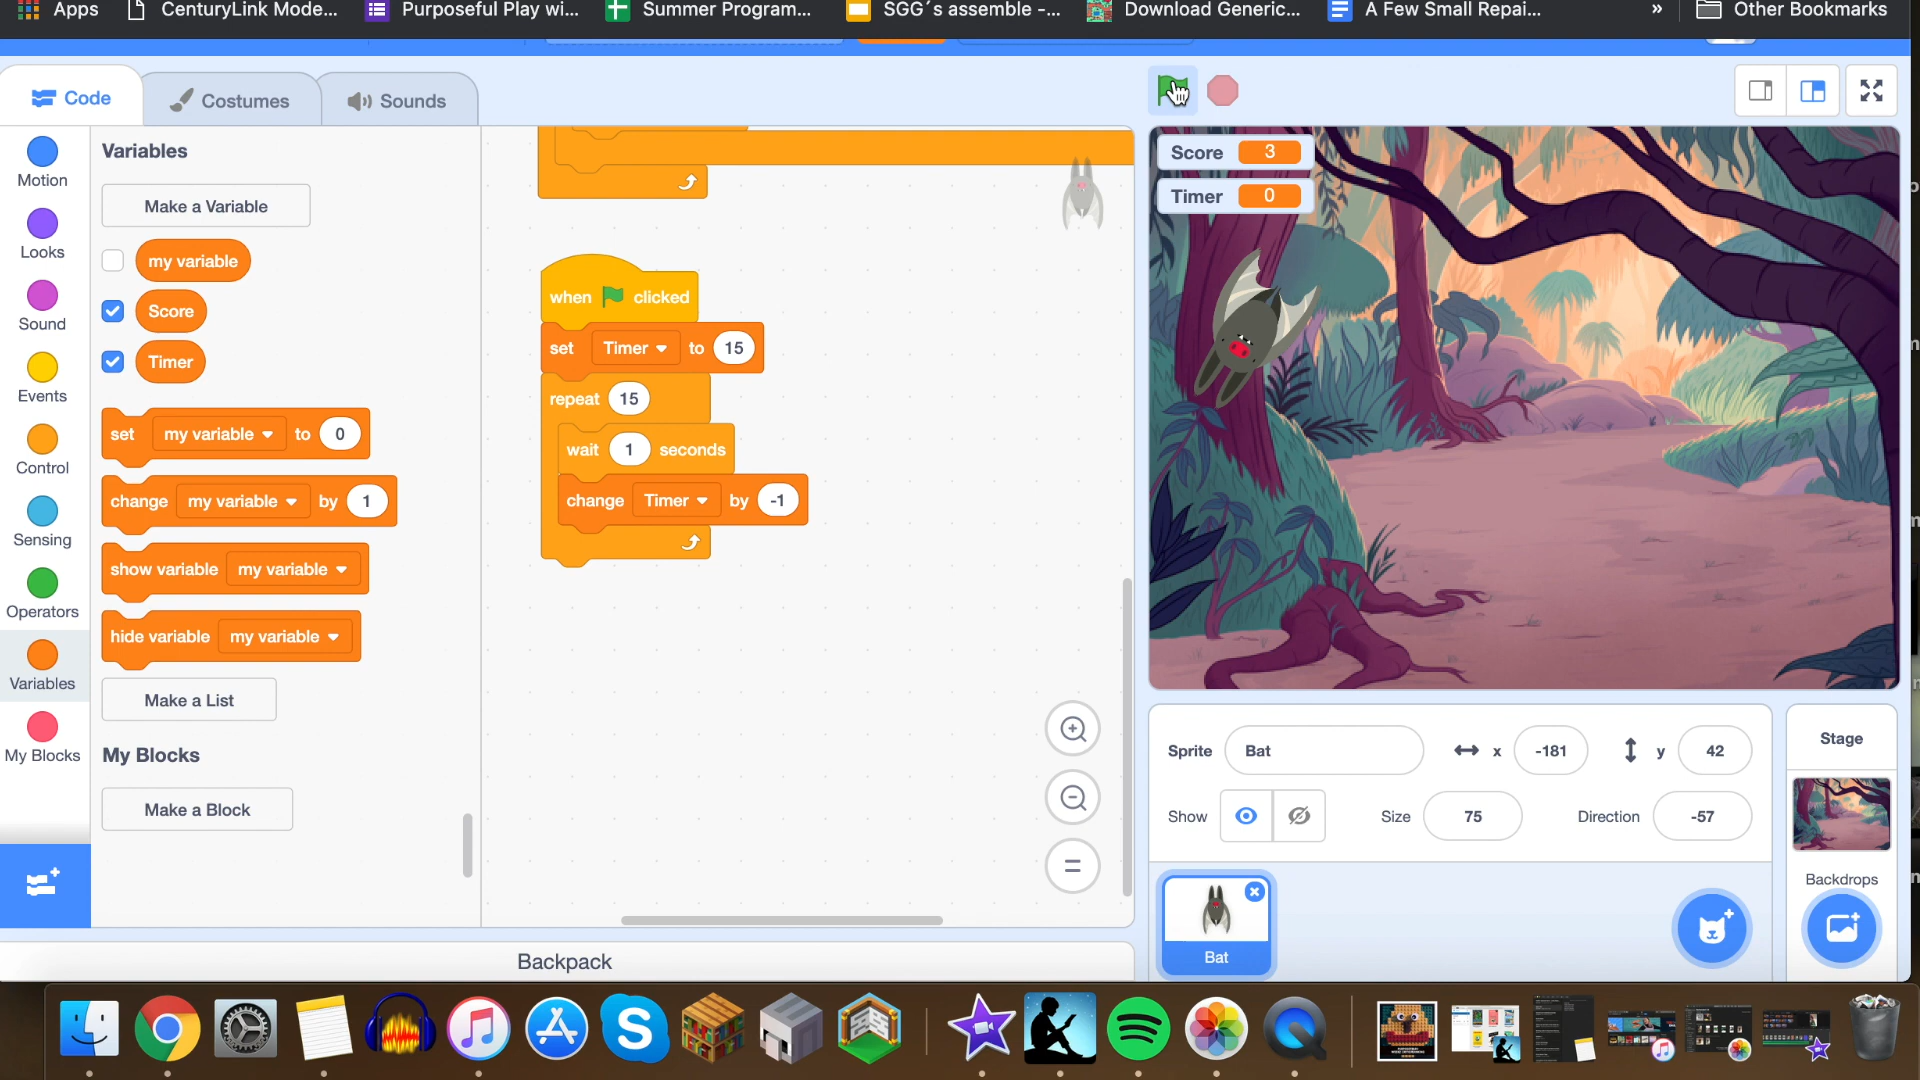 Apps CenturyLink Mode... Purposeful Play wi... Summer Program... SGG´s assemble -... Download Generic... A Few Small Repai... » Other Bookmarks
Code Costumes Sounds
Motion
Looks
Sound
Events
Control
Sensing
Operators
Variables
My Blocks
Variables
Make a Variable
my variable
Score
Timer
set my variable to 0
change my variable by 1
show variable my variable
hide variable my variable
Make a List
My Blocks
Make a Block
when clicked
set Timer to 15
repeat 15
wait 1 seconds
change Timer by -1
=
Backpack
Score 3
Timer 0
Sprite Bat x -181 y 42
Show Size 75 Direction -57
Bat
Stage
Backdrops